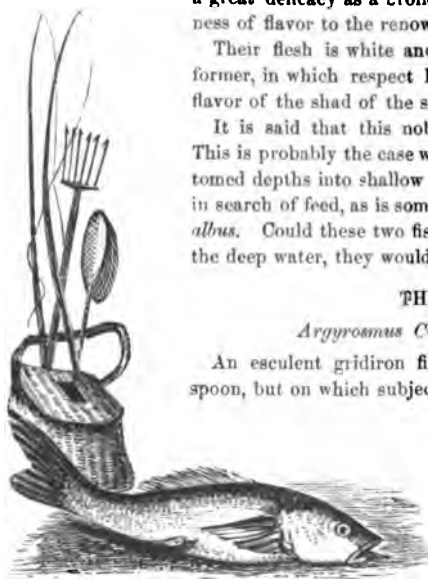 a great delicacy as a
ness of flavor to the renow
Their flesh is white and
former, in which respect
flavor of the shad of the s
It is said that this nob
This is probably the case w
tomed depths into shallow
in search of feed, as is som
albus. Could these two fis
the deep water, they would
TH
Argyrosmus C
An esculent gridiron fi
spoon, but on which subjec